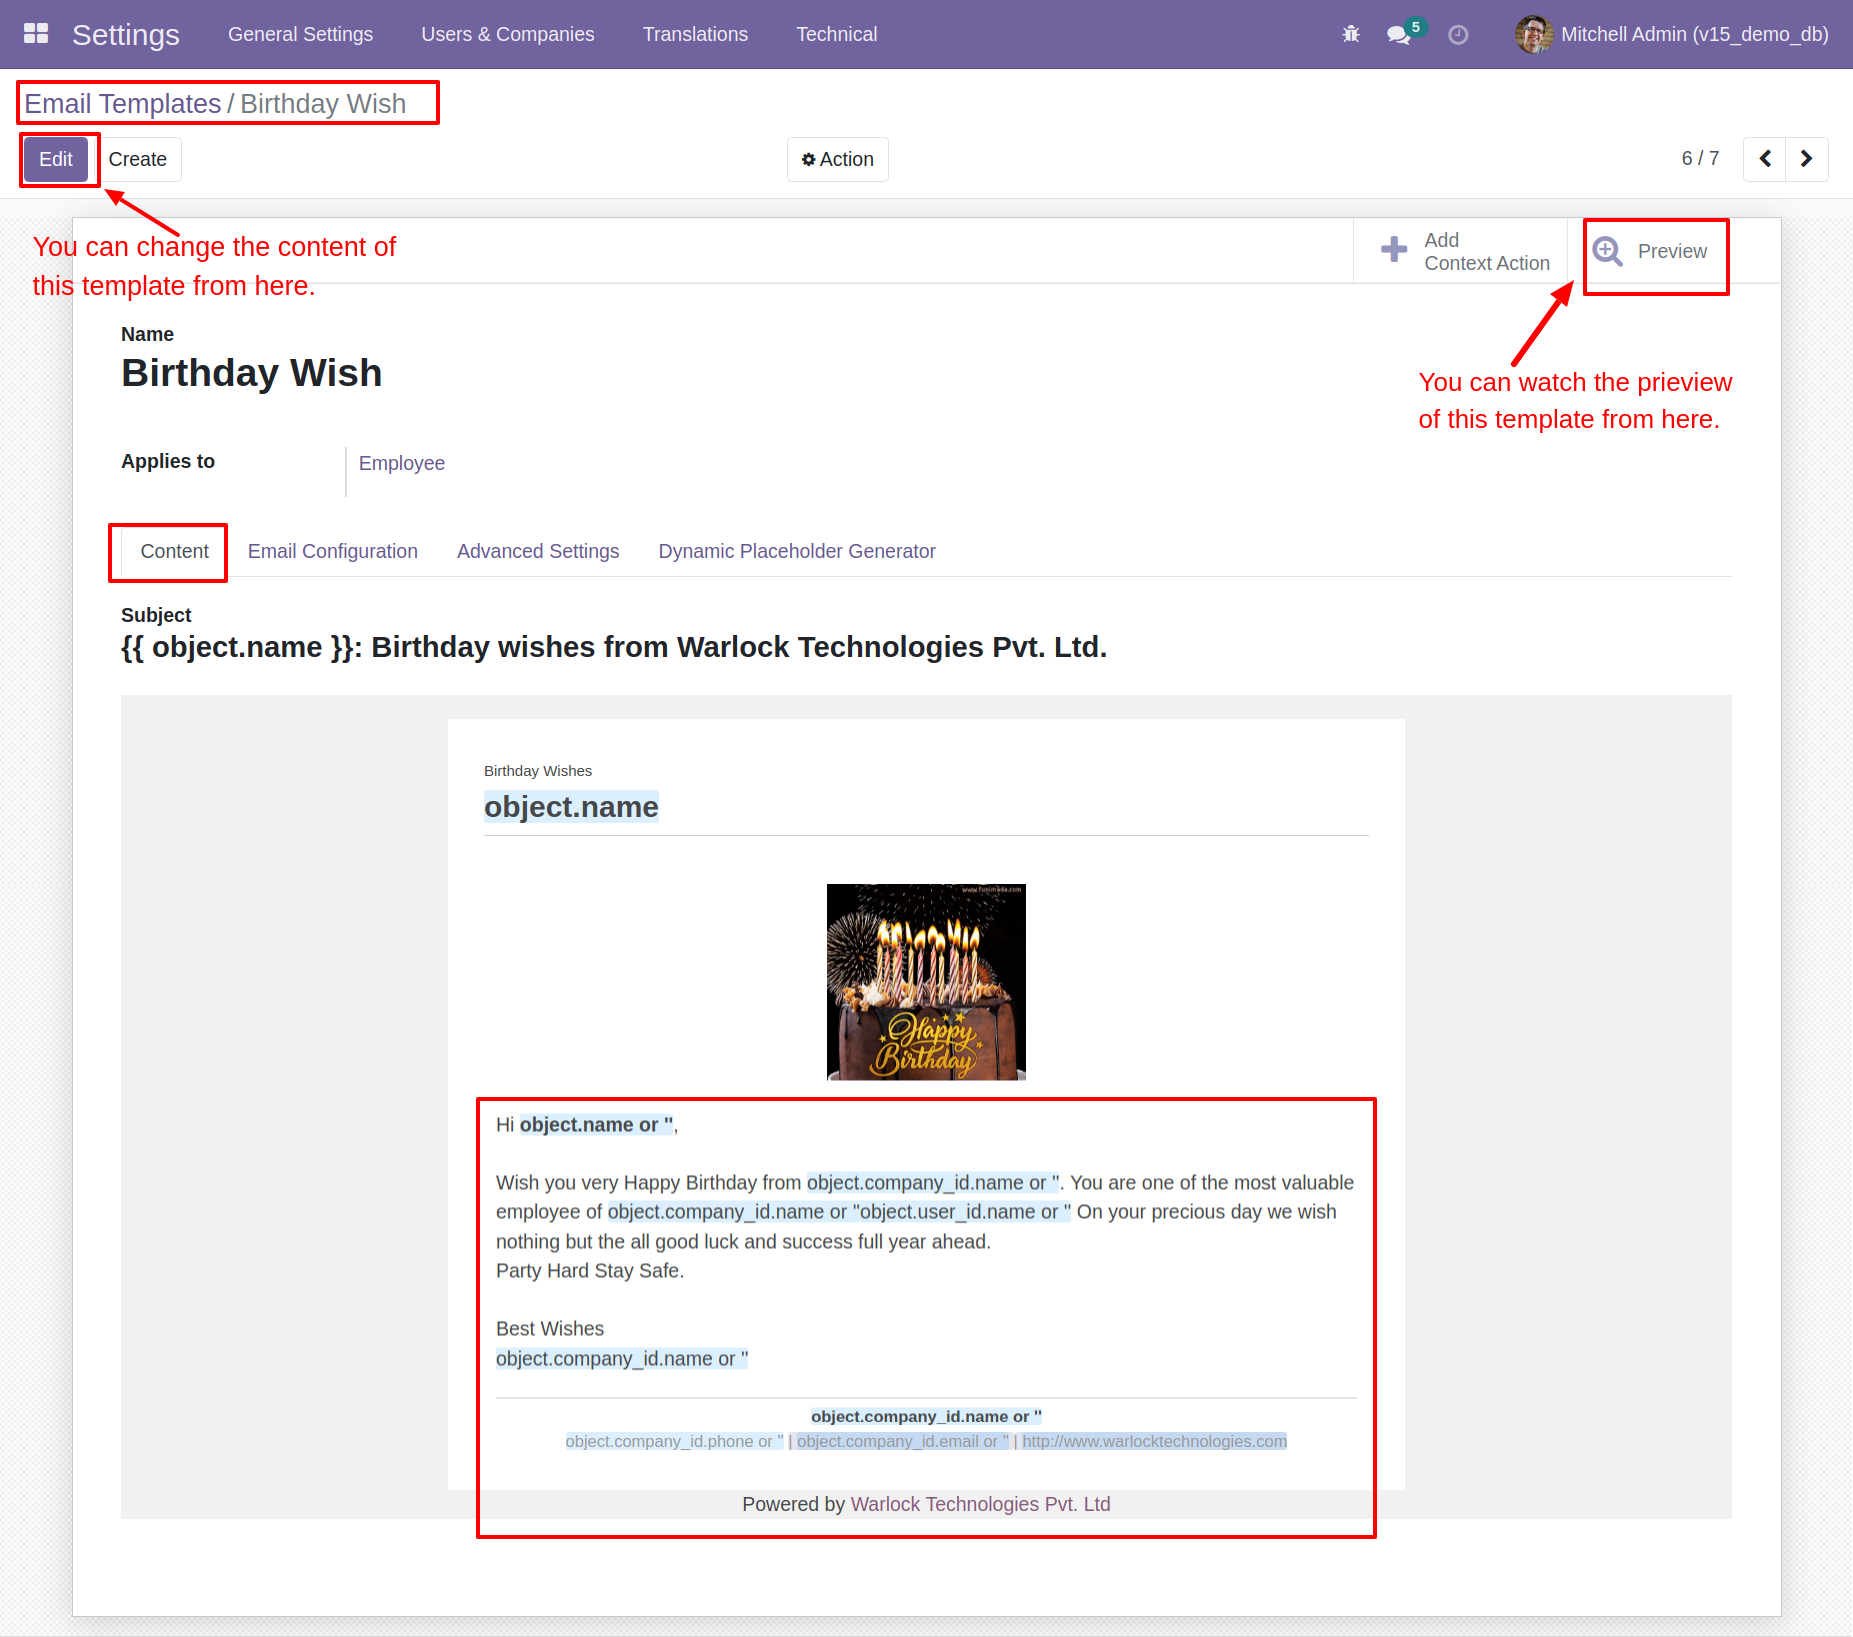 Settings General Settings Users & Companies Translations Technical 5 Mitchell Admin (v15_demo_db)
Email Templates / Birthday Wish
Edit Create Action 6 / 7
You can change the content of
this template from here.
Add
Context Action
Preview
You can watch the prieview
of this template from here.
Name
Birthday Wish
Applies to Employee
Content Email Configuration Advanced Settings Dynamic Placeholder Generator
Subject
{{ object.name }}: Birthday wishes from Warlock Technologies Pvt. Ltd.
Birthday Wishes
object.name
www.funimada.com
Happy
Birthday
Hi object.name or '',
Wish you very Happy Birthday from object.company_id.name or ''. You are one of the most valuable
employee of object.company_id.name or ''object.user_id.name or '' On your precious day we wish
nothing but the all good luck and success full year ahead.
Party Hard Stay Safe.
Best Wishes
object.company_id.name or ''
object.company_id.name or ''
object.company_id.phone or '' | object.company_id.email or '' | http://www.warlocktechnologies.com
Powered by Warlock Technologies Pvt. Ltd